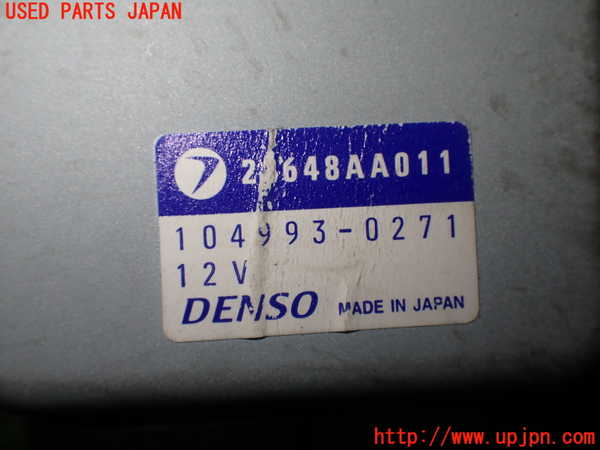 USED PARTS JAPAN
648AA011
104993-0271
12V
DENSO MADE IN JAPAN
http://www.upjpn.com